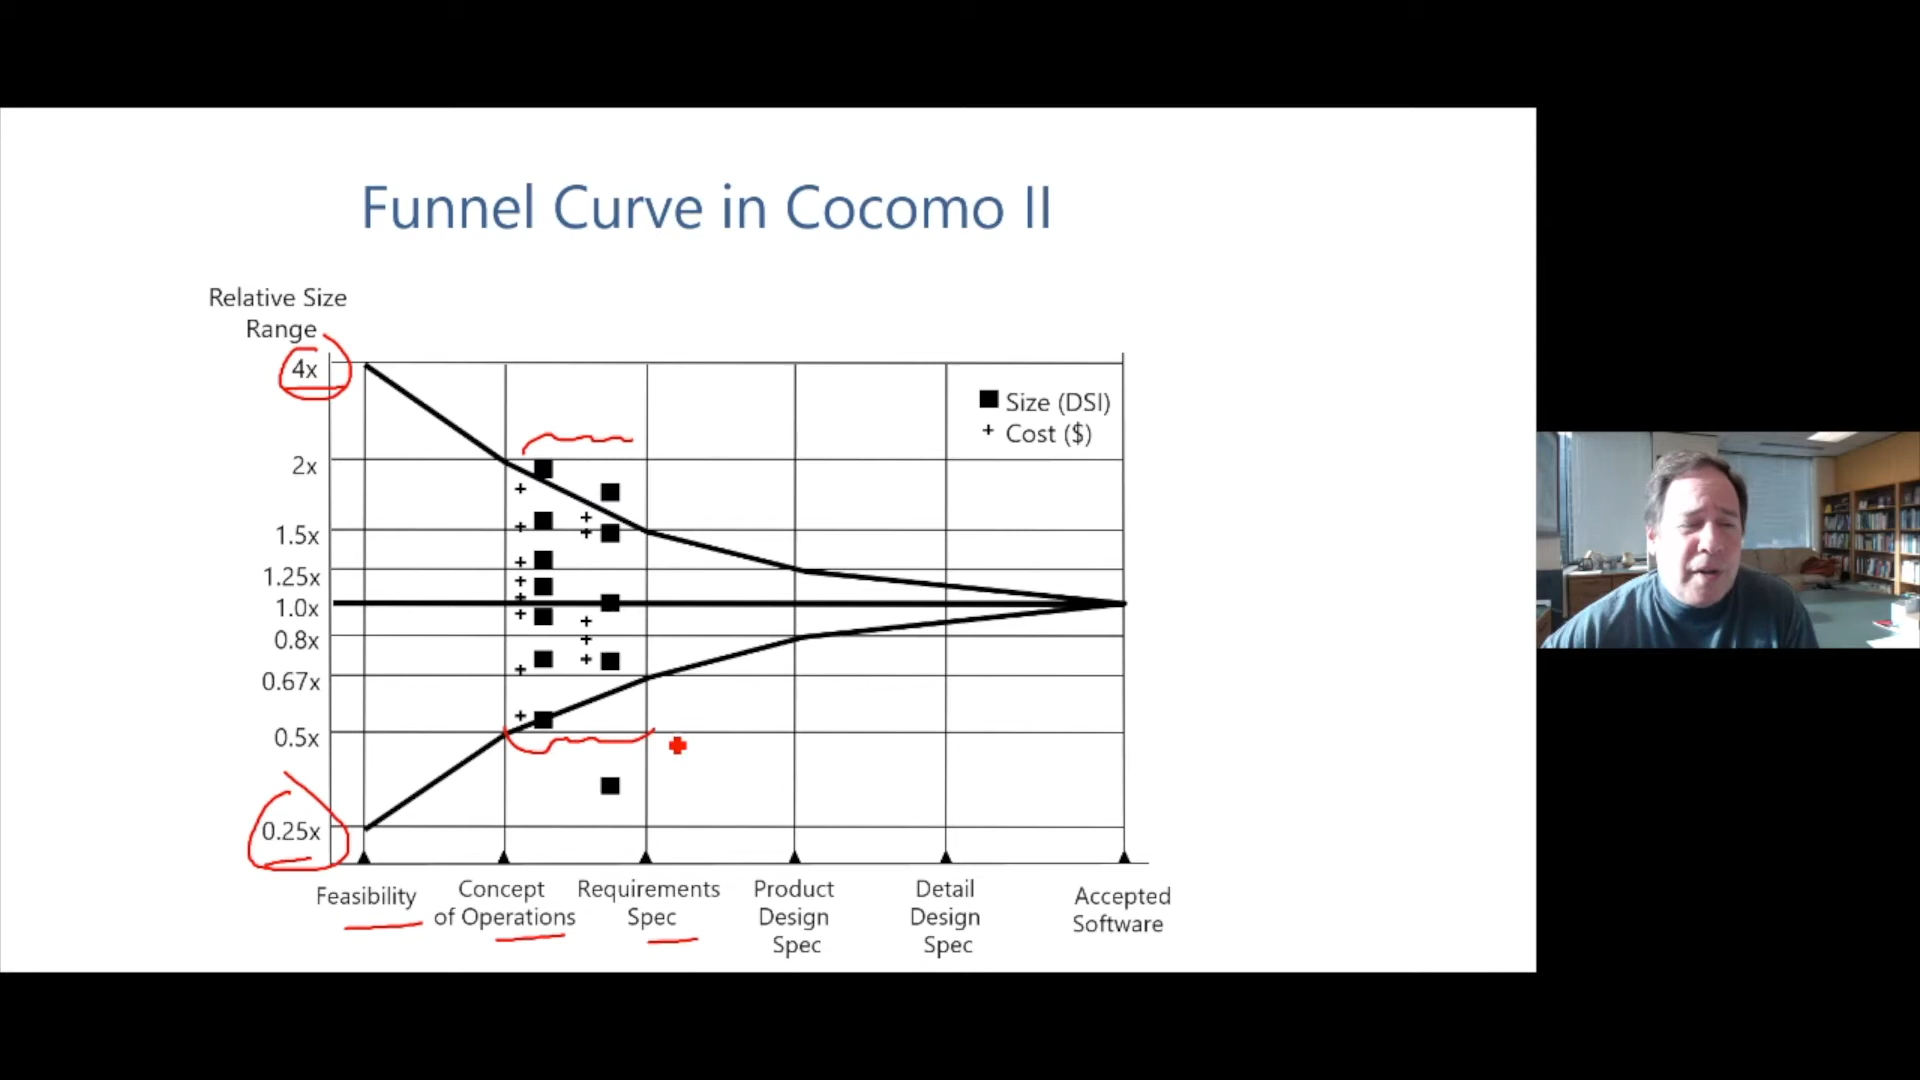 Funnel Curve in Cocomo II
Relative Size
Range
4x
2x
1.5x
1.25x
1.0x
0.8x
0.67x
0.5x
0.25x
Size (DSI)
+ Cost ($)
Feasibility
Concept
of Operations
Requirements
Spec
Product
Design
Spec
Detail
Design
Spec
Accepted
Software